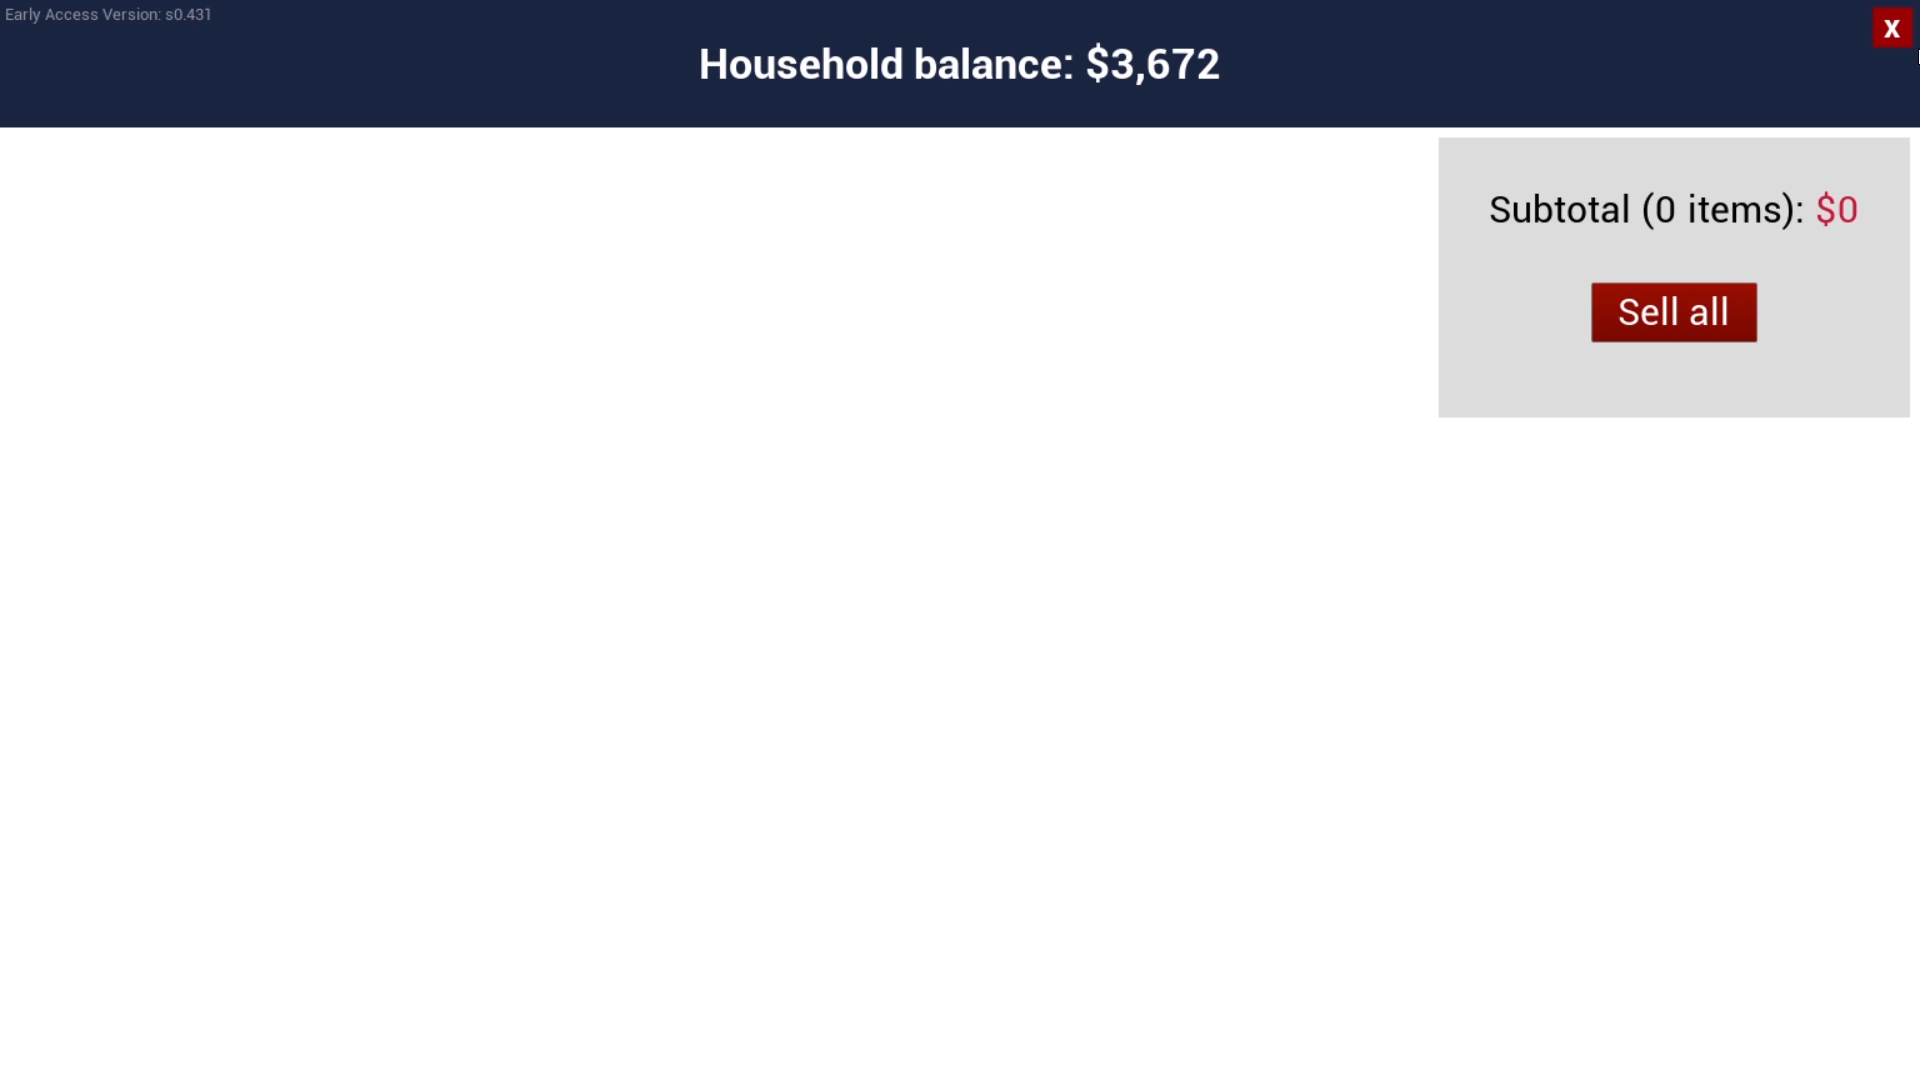 Early Access Version: s0.431
X
Household balance: $3,672
Subtotal (0 items): $0
Sell all